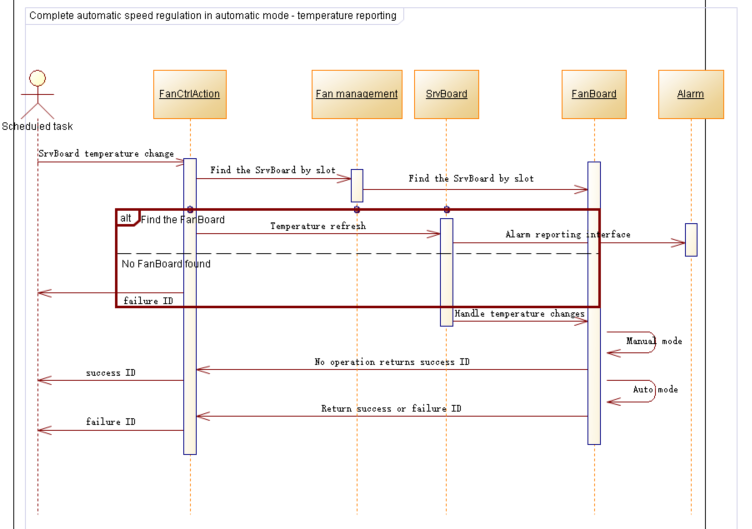 Complete automatic speed regulation in automatic mode - temperature reporting
FanCtrlAction
Fan management
SrvBoard
FanBoard
Alarm
Scheduled task
SrvBoard temperature change
Find the SrvBoard by slot
Find the SrvBoard by slot
alt
Find the FanBoard
Temperature refresh
Alarm reporting interface
No FanBoard found
failure ID
Handle temperature changes
Manual mode
No operation returns success ID
success ID
Auto mode
Return success or failure ID
failure ID